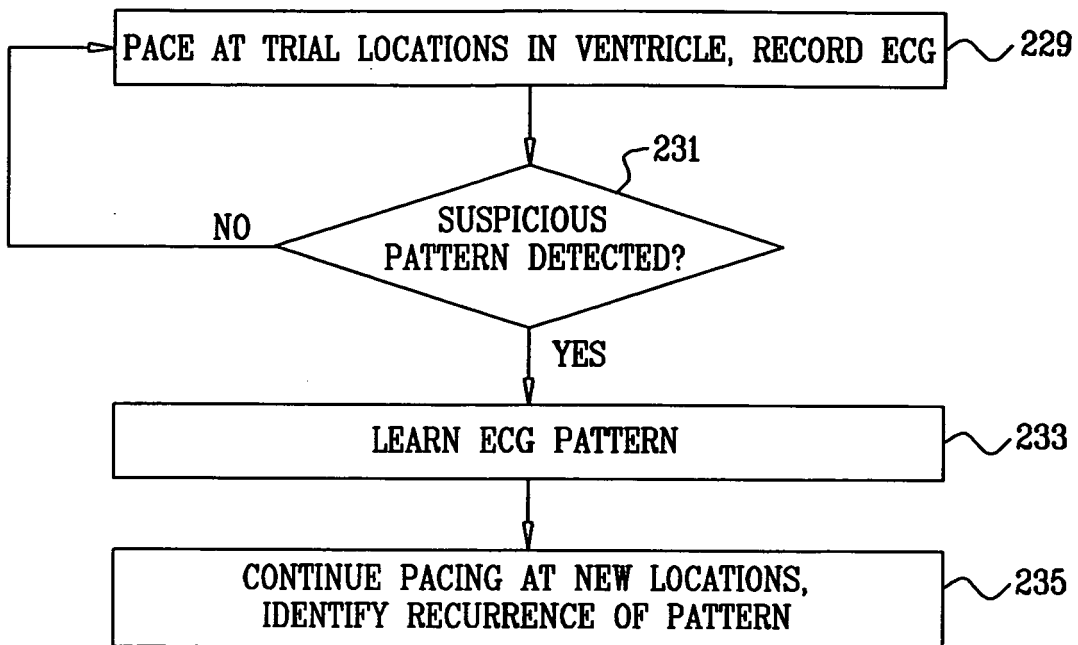 PACE AT TRIAL LOCATIONS IN VENTRICLE, RECORD ECG
229
231
SUSPICIOUS
PATTERN DETECTED?
NO
YES
LEARN ECG PATTERN
233
CONTINUE PACING AT NEW LOCATIONS,
IDENTIFY RECURRENCE OF PATTERN
235